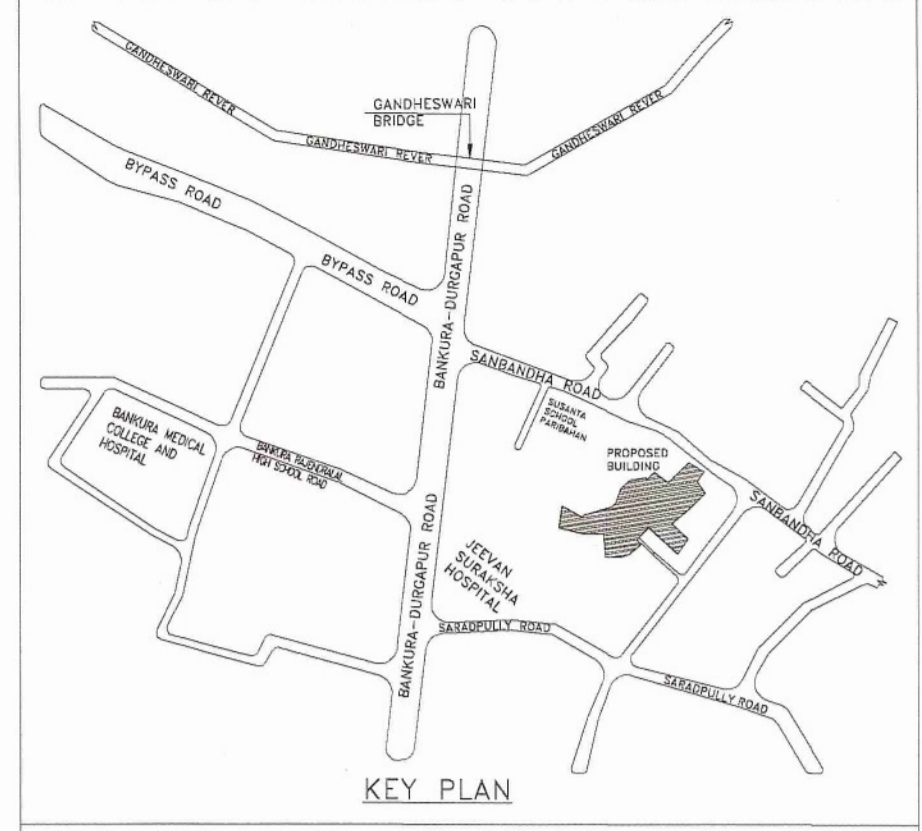 GANDHESWARI REVER
GANDHESWARI
BRIDGE
GANDHESWARI REVER
GANDHESWARI REVER
BYPASS ROAD
BYPASS ROAD
BANKURA-DURGAPUR ROAD
SANBANDHA ROAD
SUSANTA
SCHOOL
PARIBAHAN
BANKURA MEDICAL
COLLEGE AND
HOSPITAL
BANKURA RAJENDRALAL
HIGH SCHOOL ROAD
PROPOSED
BUILDING
SANBANDHA ROAD
BANKURA-DURGAPUR ROAD
JEEVAN
SURAKSHA
HOSPITAL
SARADPULLY ROAD
SARADPULLY ROAD
KEY PLAN